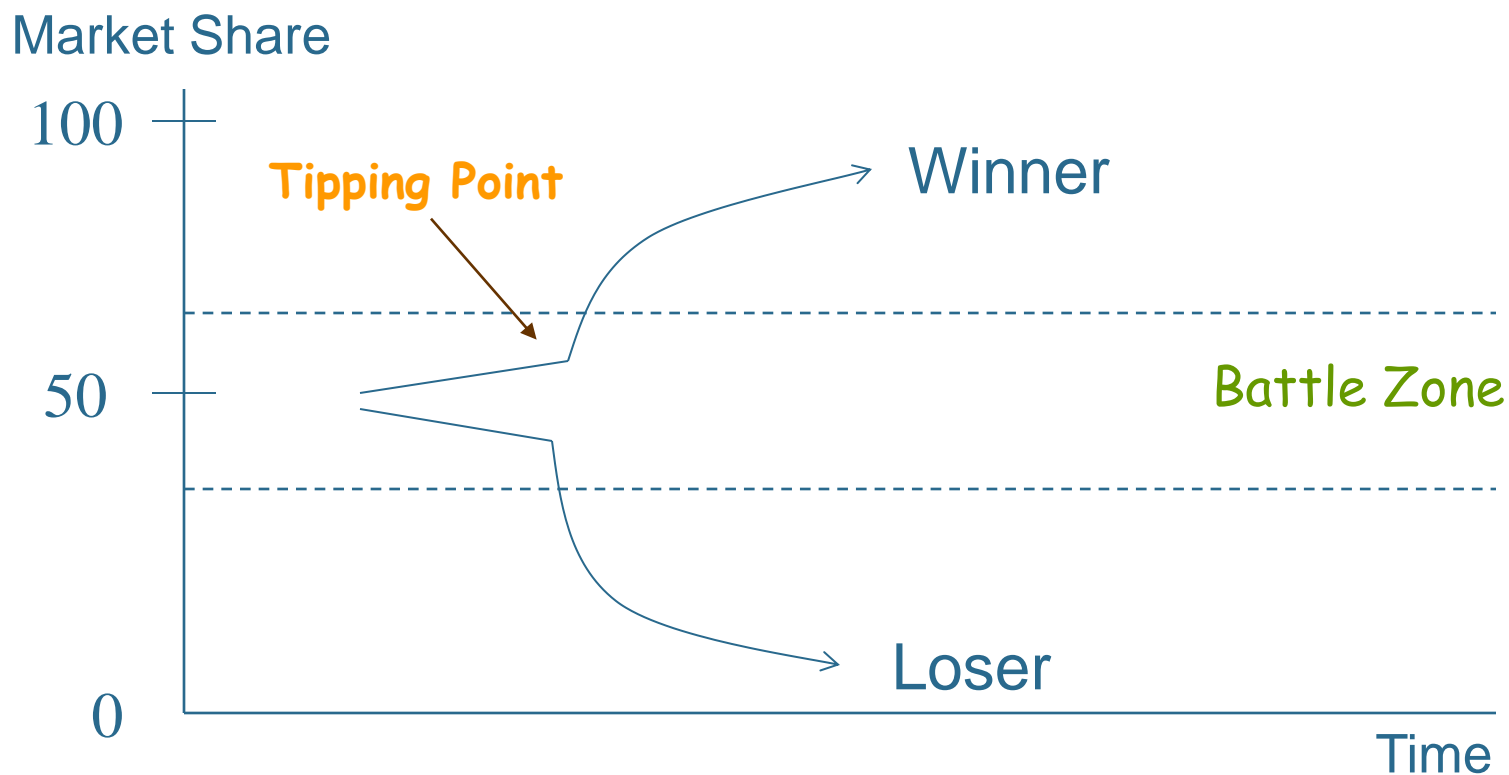 Market Share
100
Tipping Point
Winner
50
Battle Zone
Loser
0
Time